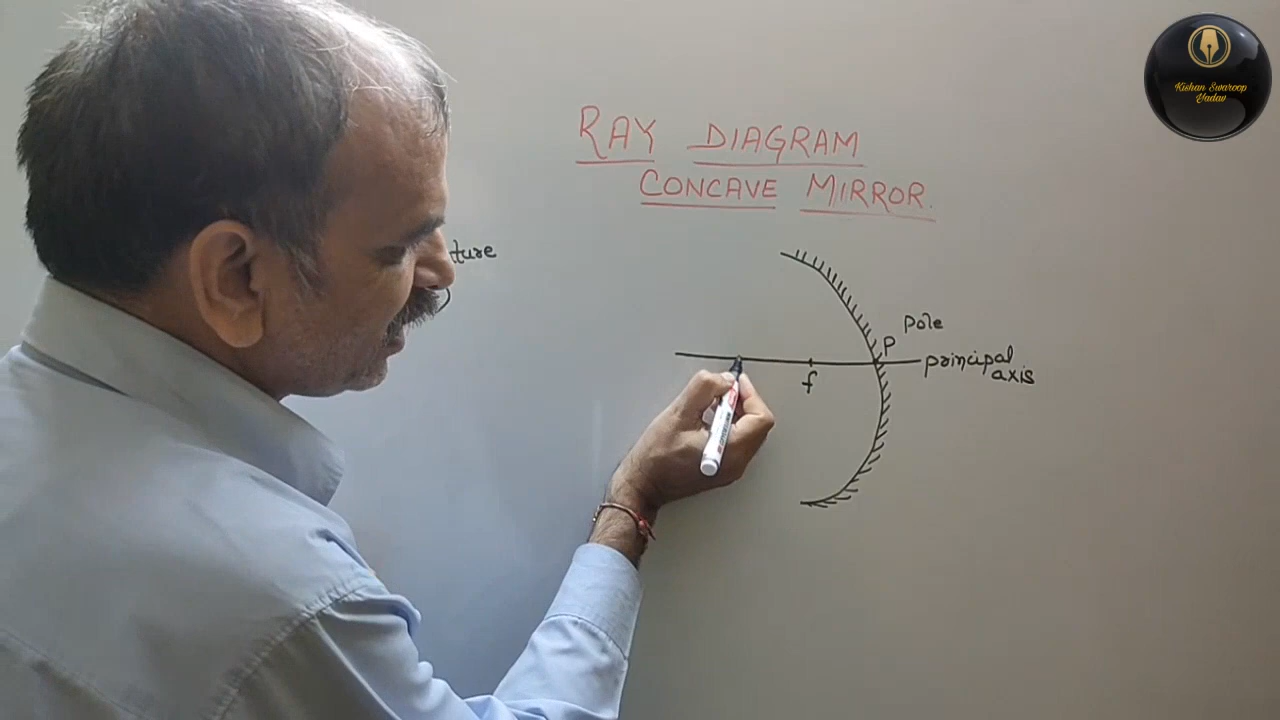 Kishan Swaroop
Yadav
RAY DIAGRAM
CONCAVE MIRROR.
ture
Pole
P
principal
axis
f